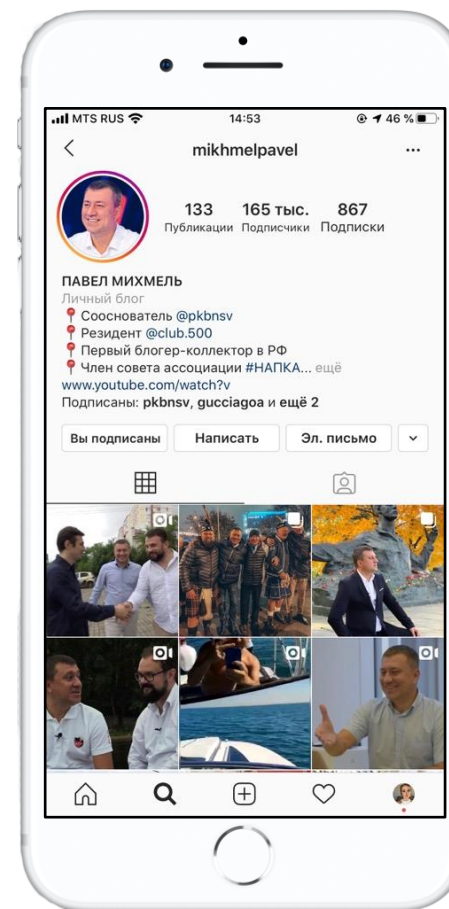 MTS RUS 14:53 46 %
mikhmelpavel ...
133 165 тыс. 867
Публикации Подписчики Подписки
ПАВЕЛ МИХМЕЛЬ
Личный блог
📍 Сооснователь @pkbnsv
📍 Резидент @club.500
📍 Первый блогер-коллектор в РФ
📍 Член совета ассоциации #НАПКА... ещё
www.youtube.com/watch?v
Подписаны: pkbnsv, gucciagoa и ещё 2
Вы подписаны Написать Эл. письмо